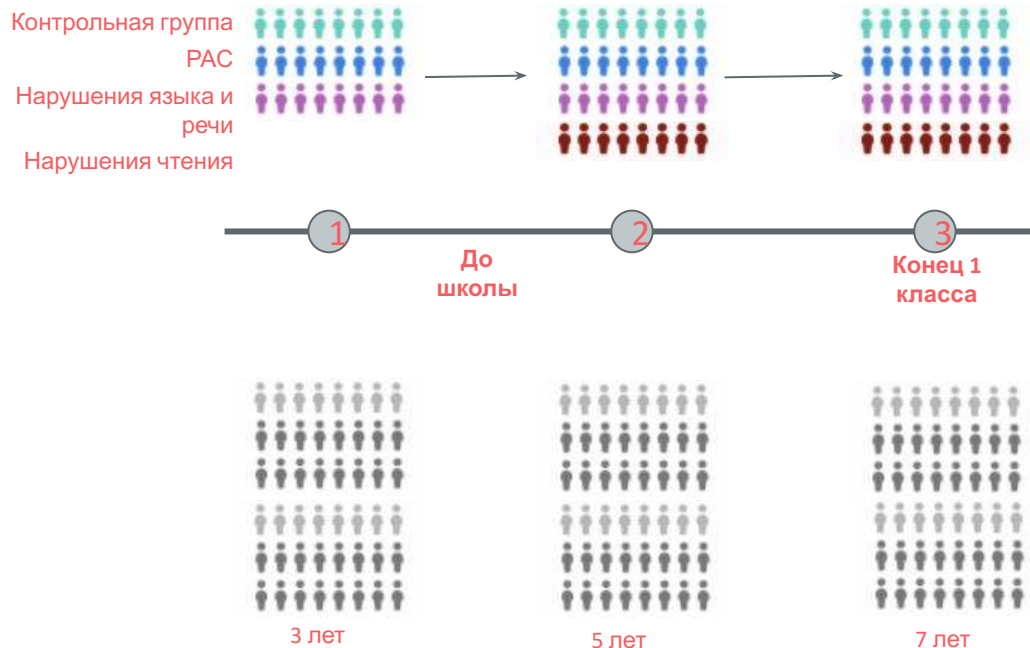 Контрольная группа
РАС
Нарушения языка и
речи
Нарушения чтения
1
2
3
До
школы
Конец 1
класса
3 лет
5 лет
7 лет